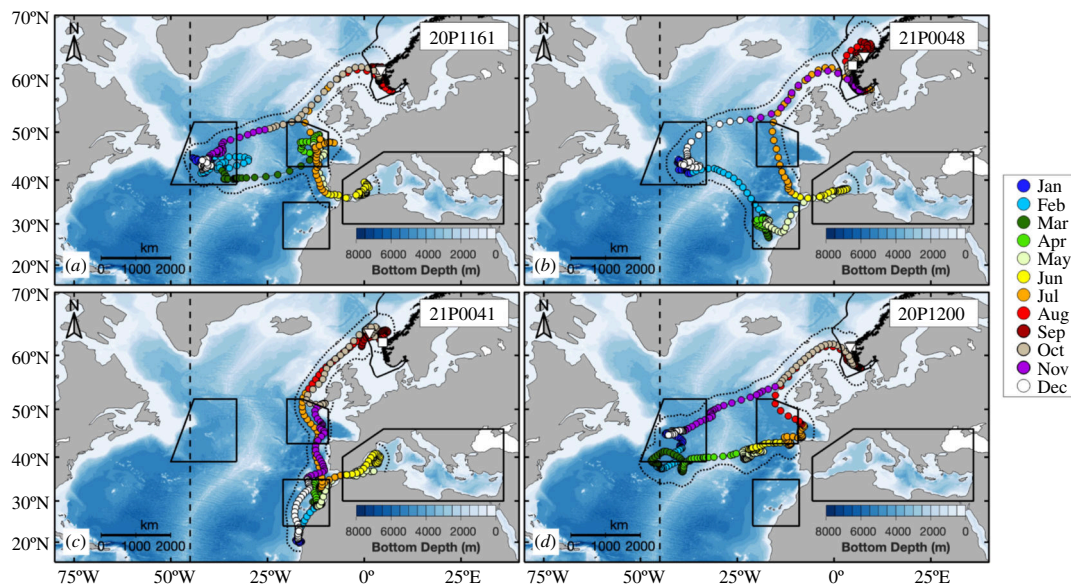 70ºN
60ºN
50ºN
40ºN
30ºN
20ºN
N
20P1161
km
0 1000 2000
8000 6000 4000 2000 0
Bottom Depth (m)
(a)
N
21P0048
km
0 1000 2000
8000 6000 4000 2000 0
Bottom Depth (m)
(b)
70ºN
60ºN
50ºN
40ºN
30ºN
20ºN
N
21P0041
km
0 1000 2000
8000 6000 4000 2000 0
Bottom Depth (m)
(c)
N
20P1200
km
0 1000 2000
8000 6000 4000 2000 0
Bottom Depth (m)
(d)
75ºW 50ºW 25ºW 0º 25ºE
75ºW 50ºW 25ºW 0º 25ºE
Jan
Feb
Mar
Apr
May
Jun
Jul
Aug
Sep
Oct
Nov
Dec